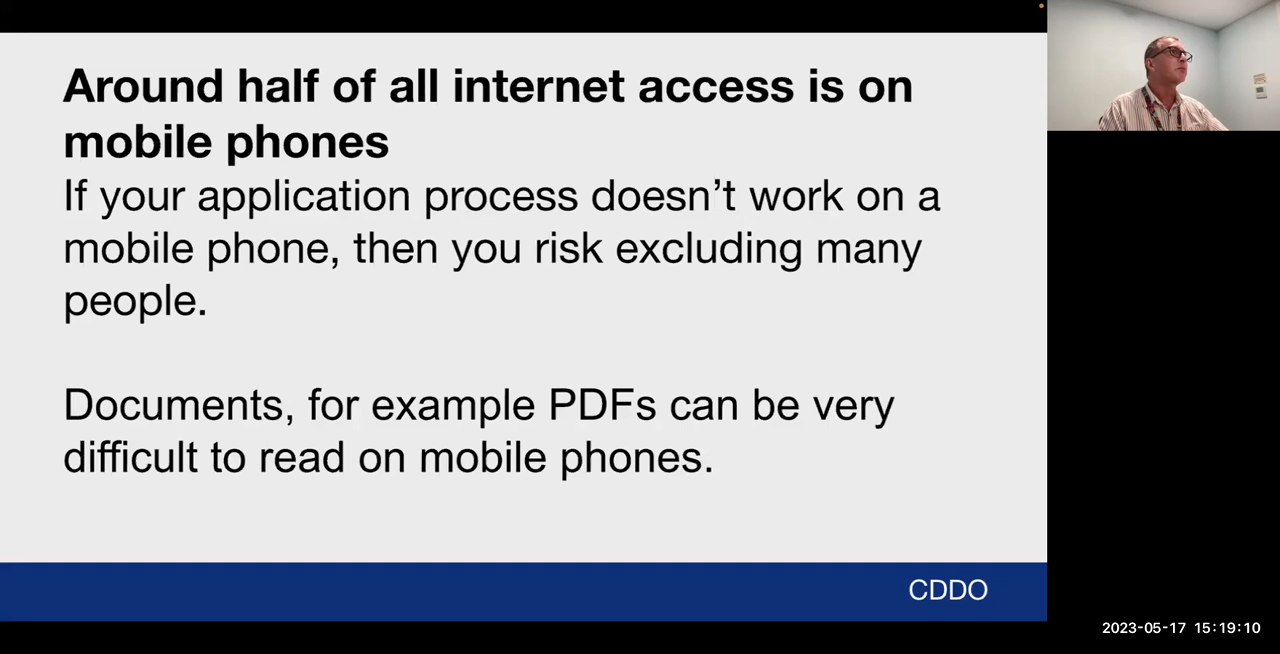 Around half of all internet access is on
mobile phones
If your application process doesn’t work on a
mobile phone, then you risk excluding many
people.
Documents, for example PDFs can be very
difficult to read on mobile phones.
CDDO
2023-05-17 15:19:10